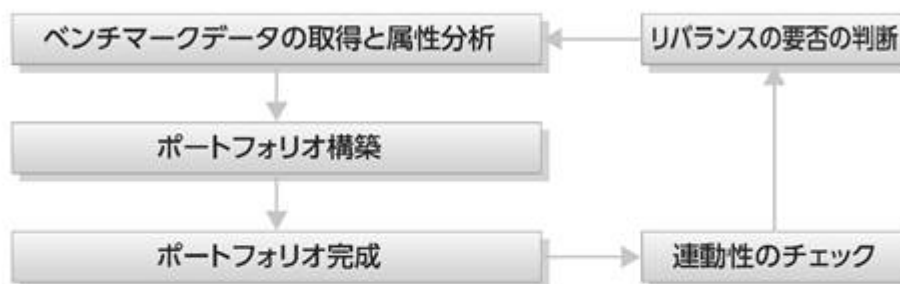 ベンチマークデータの取得と属性分析
リバランスの要否の判断
ポートフォリオ構築
ポートフォリオ完成
連動性のチェック